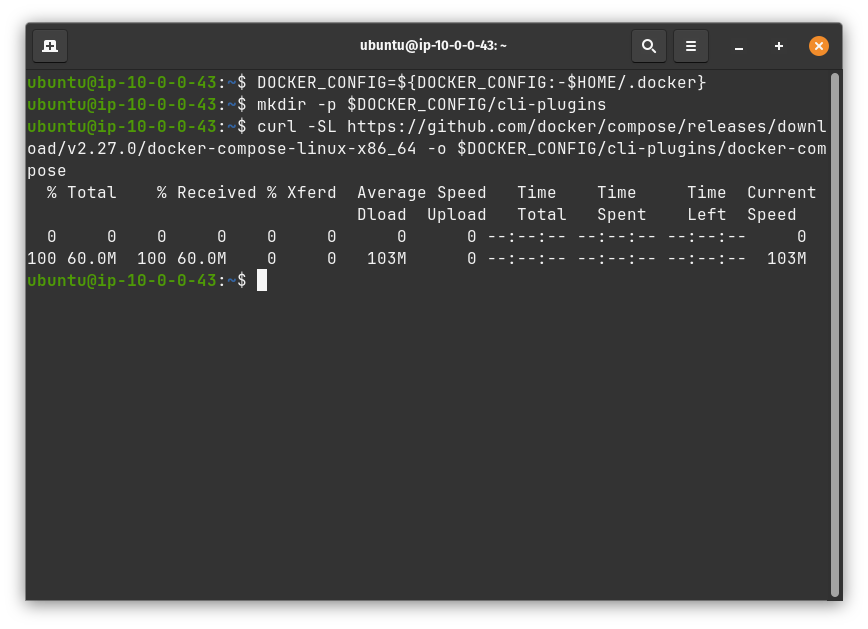 ubuntu@ip-10-0-0-43: ~
ubuntu@ip-10-0-0-43:~$ DOCKER_CONFIG=${DOCKER_CONFIG:-$HOME/.docker}
ubuntu@ip-10-0-0-43:~$ mkdir -p $DOCKER_CONFIG/cli-plugins
ubuntu@ip-10-0-0-43:~$ curl -SL https://github.com/docker/compose/releases/downl
oad/v2.27.0/docker-compose-linux-x86_64 -o $DOCKER_CONFIG/cli-plugins/docker-com
pose
  % Total    % Received % Xferd  Average Speed   Time    Time     Time  Current
                                 Dload  Upload   Total   Spent    Left  Speed
  0     0    0     0    0     0      0      0 --:--:-- --:--:-- --:--:--     0
100 60.0M  100 60.0M    0     0   103M      0 --:--:-- --:--:-- --:--:--  103M
ubuntu@ip-10-0-0-43:~$